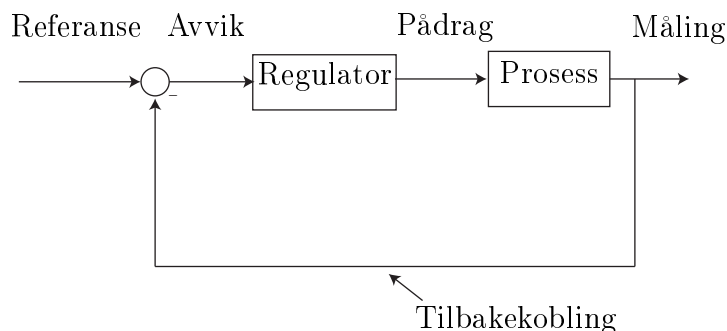 Referanse
Avvik
Pådrag
Måling
Regulator
Prosess
-
Tilbakekobling